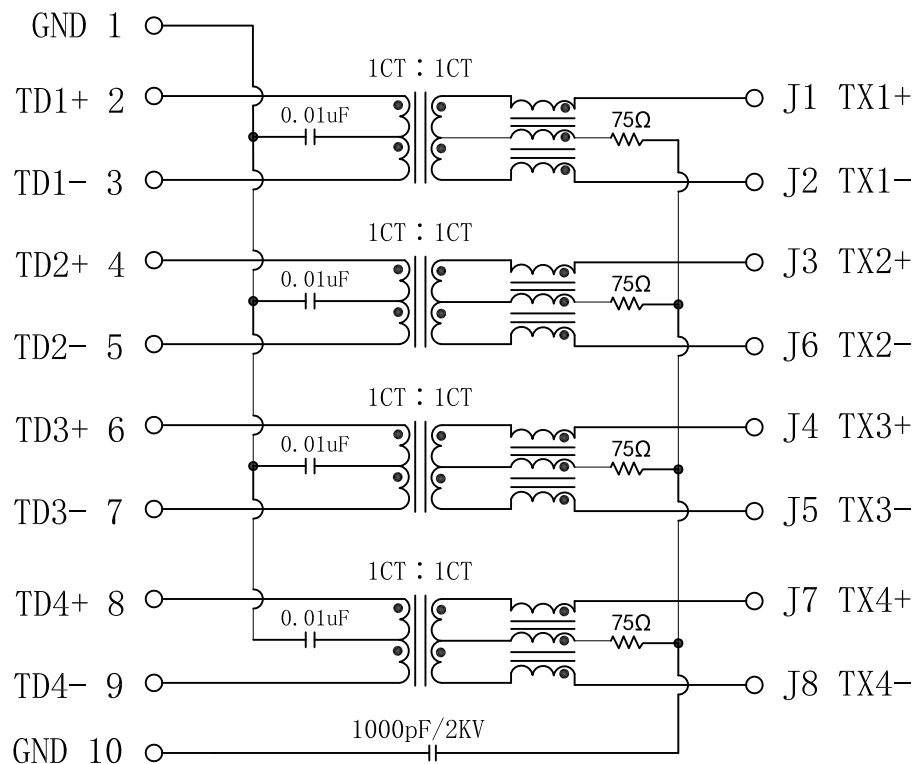 GND 1
1CT : 1CT
TD1+ 2
0.01uF
75Ω
J1 TX1+
TD1- 3
J2 TX1-
1CT : 1CT
TD2+ 4
0.01uF
75Ω
J3 TX2+
TD2- 5
J6 TX2-
1CT : 1CT
TD3+ 6
0.01uF
75Ω
J4 TX3+
TD3- 7
J5 TX3-
1CT : 1CT
TD4+ 8
0.01uF
75Ω
J7 TX4+
TD4- 9
J8 TX4-
1000pF/2KV
GND 10